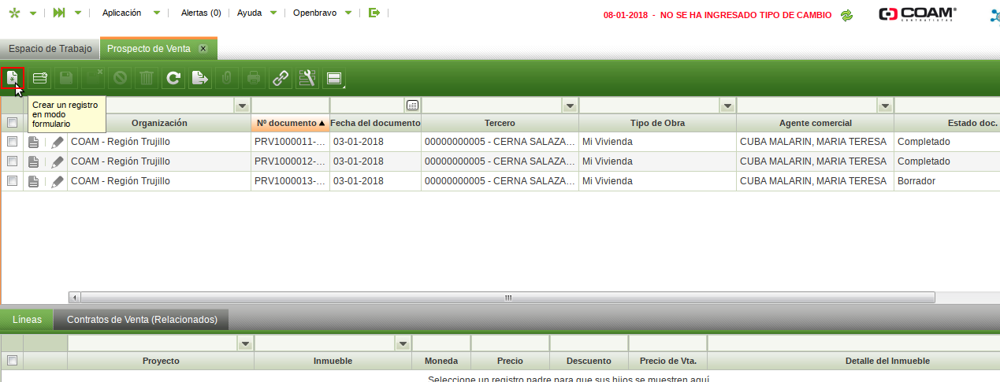 Aplicación Alertas (0) Ayuda Openbravo 08-01-2018 - NO SE HA INGRESADO TIPO DE CAMBIO COAM®
CONTRATISTAS
Espacio de Trabajo Prospecto de Venta
Crear un registro
en modo
formulario
Organización Nº documento Fecha del documento Tercero Tipo de Obra Agente comercial Estado doc.
COAM - Región Trujillo PRV1000011-... 03-01-2018 00000000005 - CERNA SALAZA... Mi Vivienda CUBA MALARIN, MARIA TERESA Completado
COAM - Región Trujillo PRV1000012-... 03-01-2018 00000000005 - CERNA SALAZA... Mi Vivienda CUBA MALARIN, MARIA TERESA Completado
COAM - Región Trujillo PRV1000013-... 03-01-2018 00000000005 - CERNA SALAZA... Mi Vivienda CUBA MALARIN, MARIA TERESA Borrador
Líneas Contratos de Venta (Relacionados)
Proyecto Inmueble Moneda Precio Descuento Precio de Vta. Detalle del Inmueble
Seleccione un registro padre para que sus hijos se muestren aquí